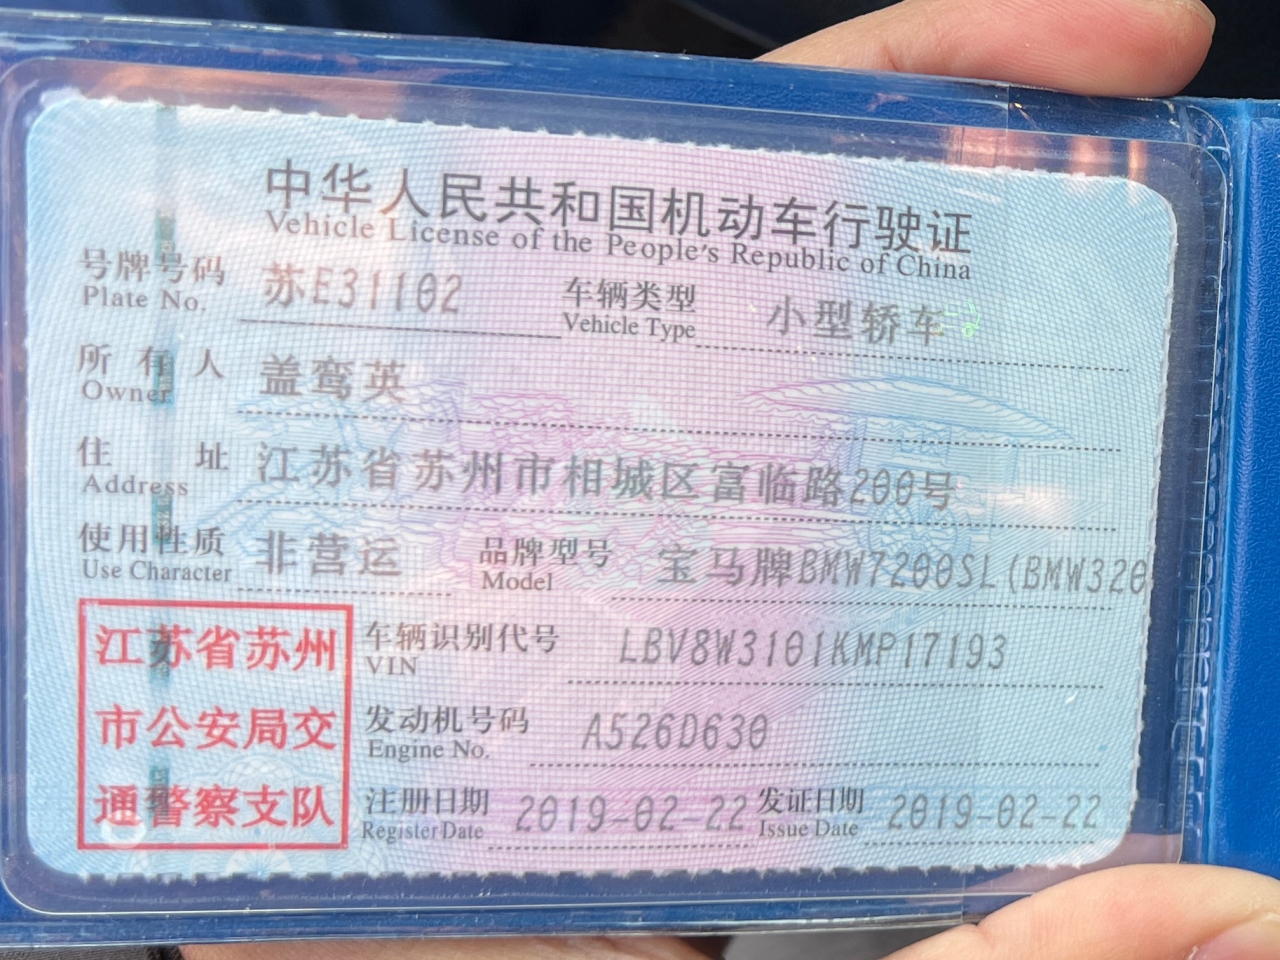 中华人民共和国机动车行驶证
Vehicle License of the People's Republic of China
号牌号码 苏E31102 车辆类型 小型轿车
Plate No. Vehicle Type
所有人 盖鸾英
Owner
住址 江苏省苏州市相城区富临路200号
Address
使用性质 非营运 品牌型号 宝马牌BMW7200SL(BMW320
Use Character Model
江苏省苏州
市公安局交
通警察支队
车辆识别代号 LBV8W3101KMP17193
VIN
发动机号码 A526D630
Engine No.
注册日期 2019-02-22 发证日期 2019-02-22
Register Date Issue Date